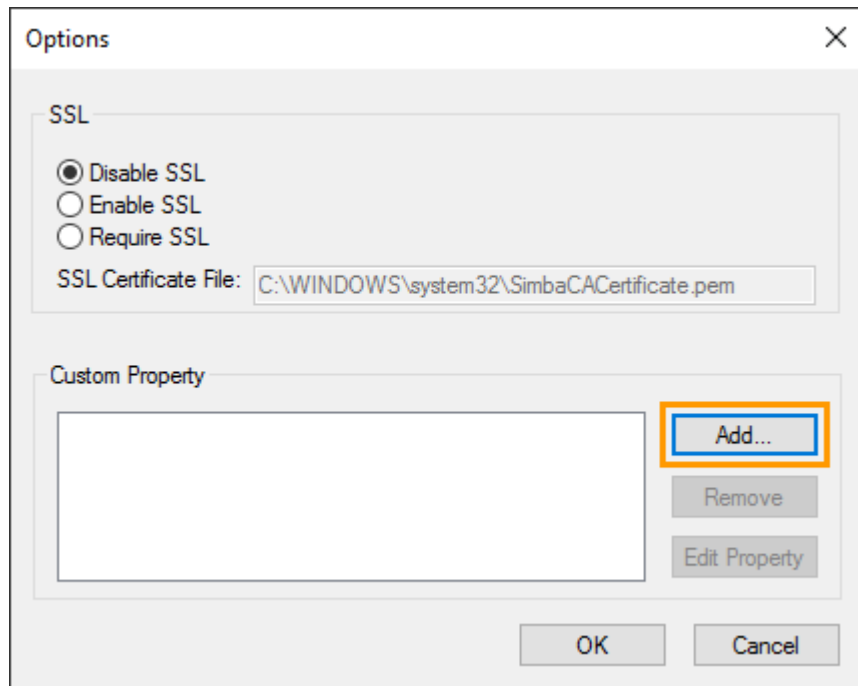 Options
SSL
Disable SSL
Enable SSL
Require SSL
SSL Certificate File: C:\WINDOWS\system32\SimbaCACertificate.pem
Custom Property
Add...
Remove
Edit Property
OK Cancel